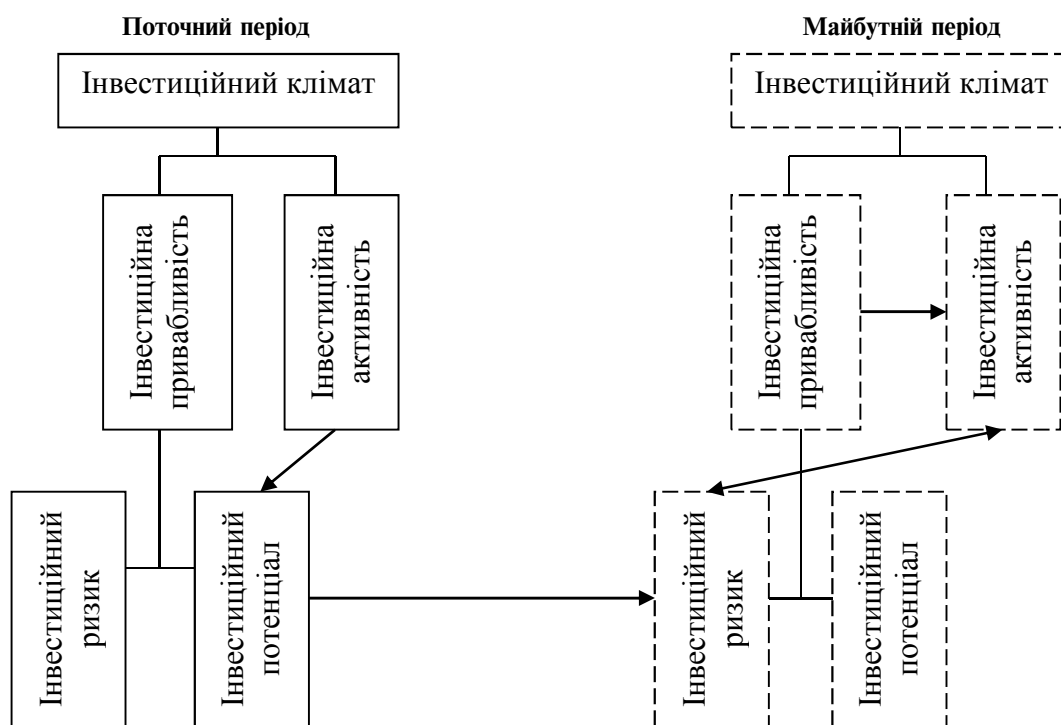 Поточний період
Інвестиційний клімат
Інвестиційна
привабливість
Інвестиційна
активність
Інвестиційний
ризик
Інвестиційний
потенціал
Майбутній період
Інвестиційний клімат
Інвестиційна
привабливість
Інвестиційна
активність
Інвестиційний
ризик
Інвестиційний
потенціал